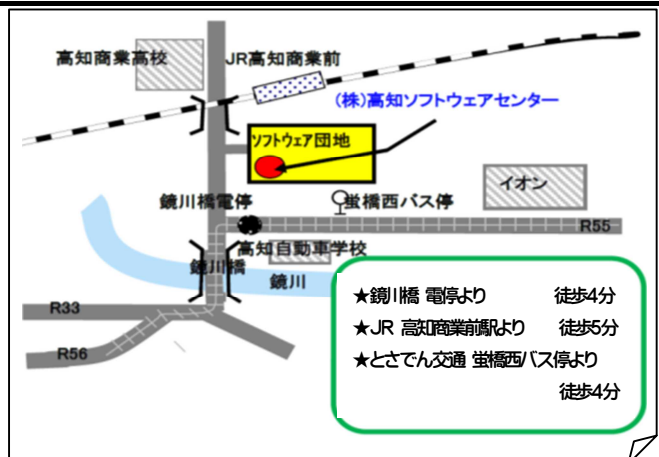 高知商業高校
JR高知商業前
(株)高知ソフトウェアセンター
ソフトウェア団地
イオン
鏡川橋電停
蛍橋西バス停
R55
高知自動車学校
鏡川橋
鏡川
R33
R56
★鏡川橋 電停より 徒歩4分
★JR 高知商業前駅より 徒歩5分
★とさでん交通 蛍橋西バス停より
徒歩4分